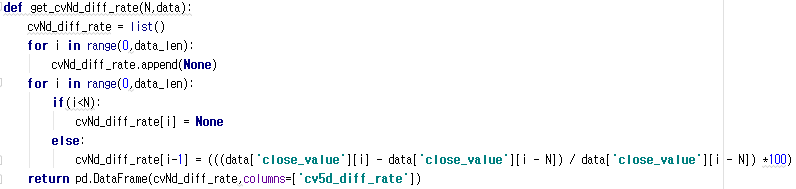 def get_cvNd_diff_rate(N,data):
cvNd_diff_rate = list()
for i in range(0,data_len):
cvNd_diff_rate.append(None)
for i in range(0,data_len):
if(i<N):
cvNd_diff_rate[i] = None
else:
cvNd_diff_rate[i-1] = (((data['close_value'][i] - data['close_value'][i - N]) / data['close_value'][i - N]) *100)
return pd.DataFrame(cvNd_diff_rate,columns=['cv5d_diff_rate'])